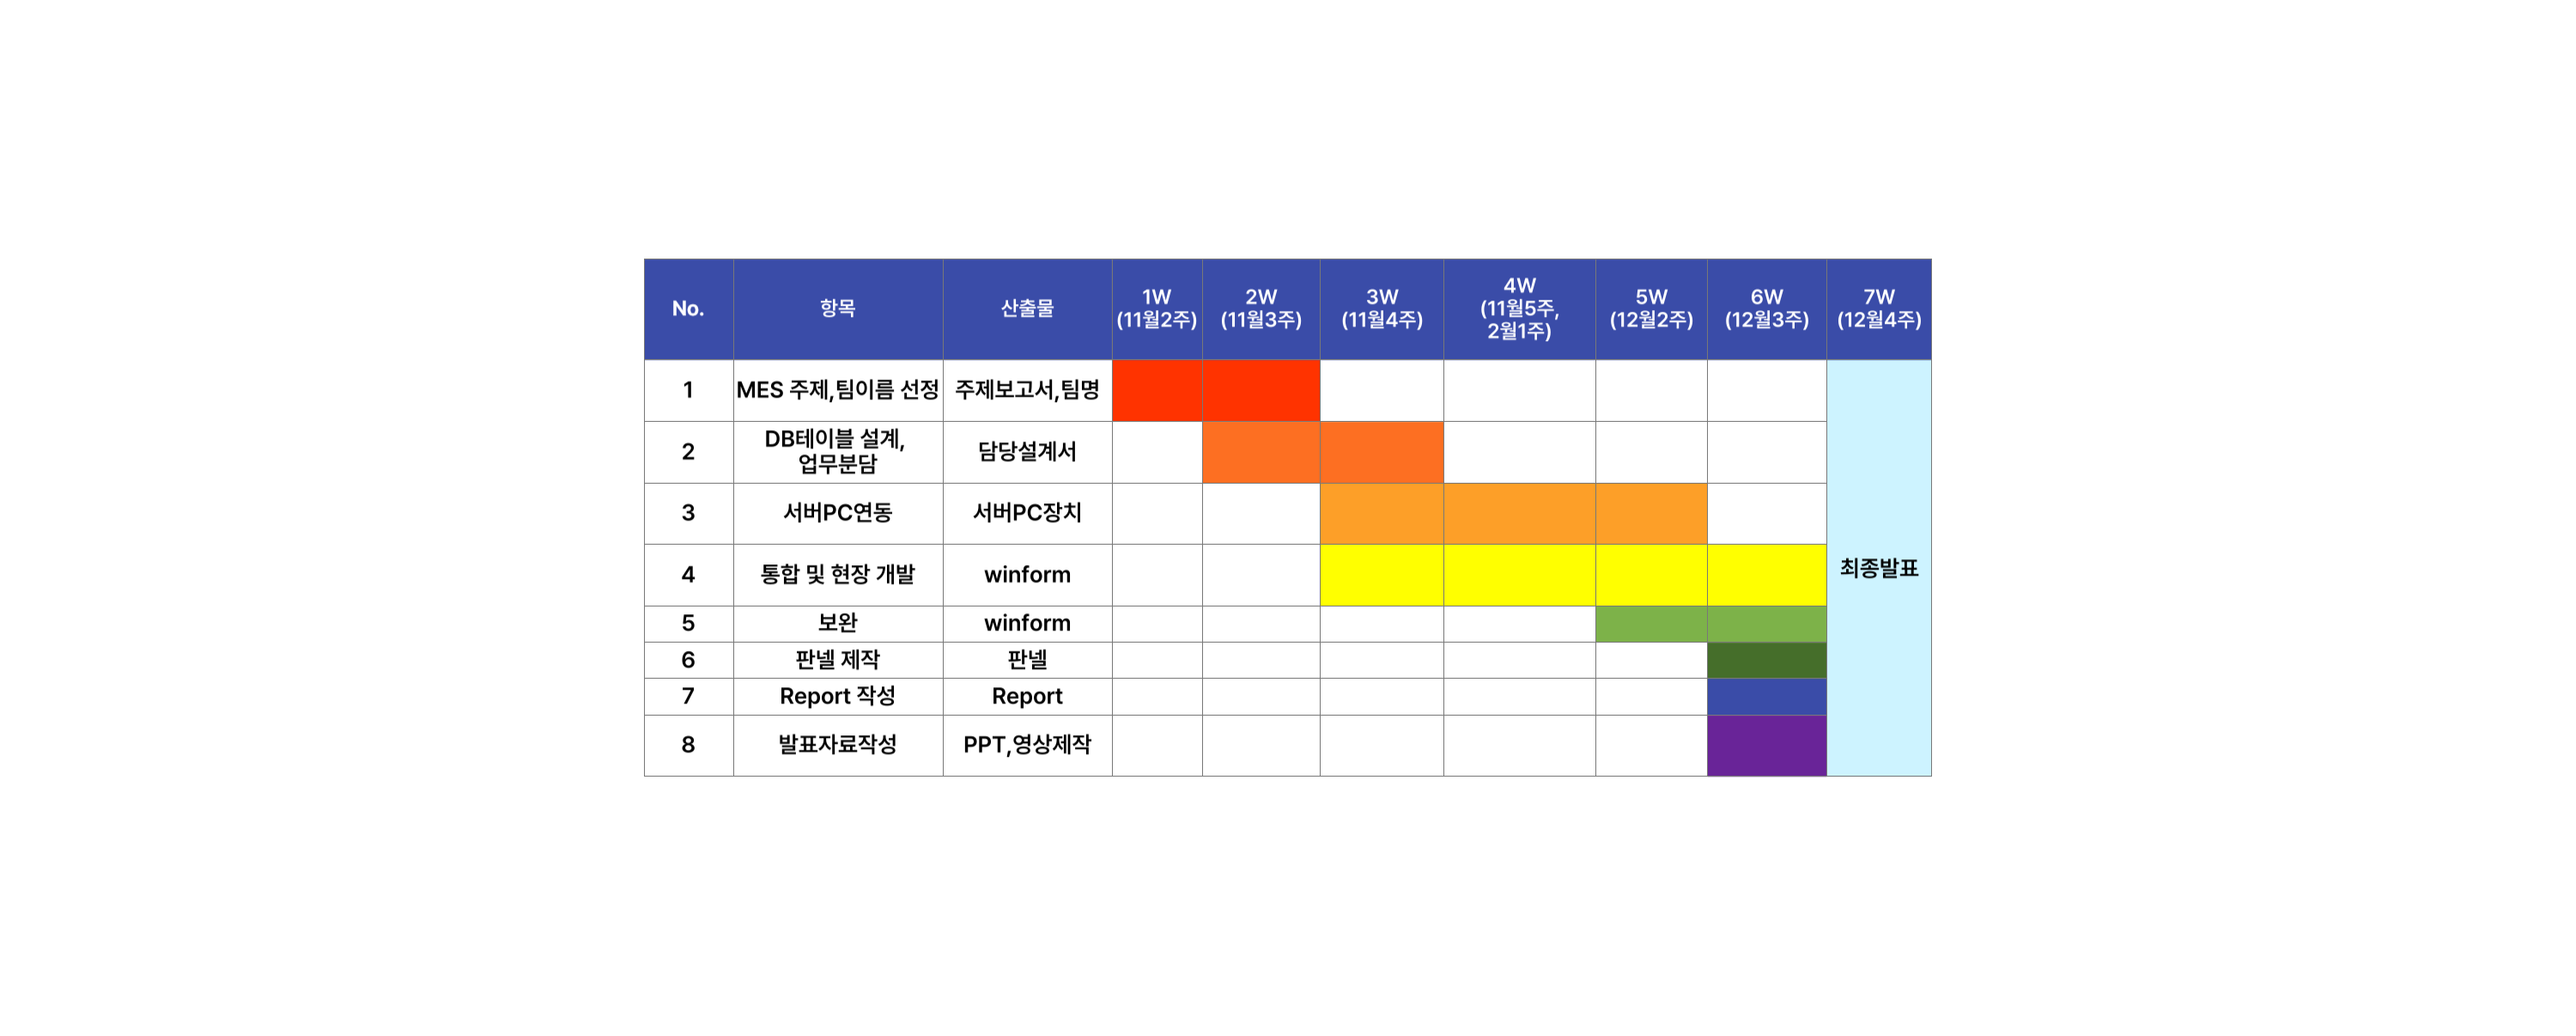 No.
항목
산출물
1W
(11월2주)
2W
(11월3주)
3W
(11월4주)
4W
(11월5주,
2월1주)
5W
(12월2주)
6W
(12월3주)
7W
(12월4주)
1
MES 주제,팀이름 선정
주제보고서,팀명
2
DB테이블 설계,
업무분담
담당설계서
3
서버PC연동
서버PC장치
4
통합 및 현장 개발
winform
최종발표
5
보완
winform
6
판넬 제작
판넬
7
Report 작성
Report
8
발표자료작성
PPT,영상제작